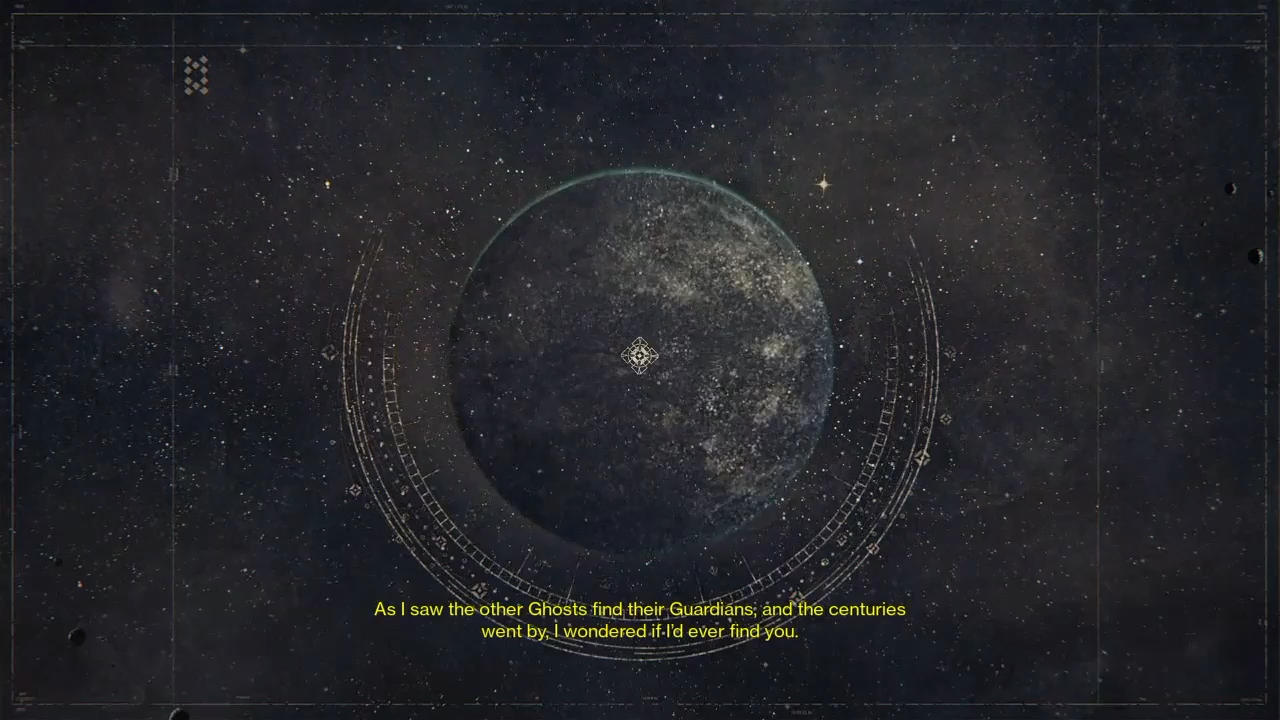 As I saw the other Ghosts find their Guardians, and the centuries
went by, I wondered if I'd ever find you.